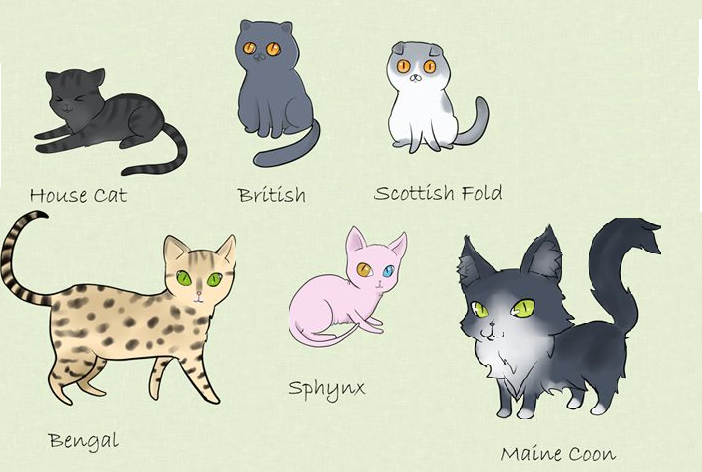 House Cat
British
Scottish Fold
Bengal
Sphynx
Maine Coon